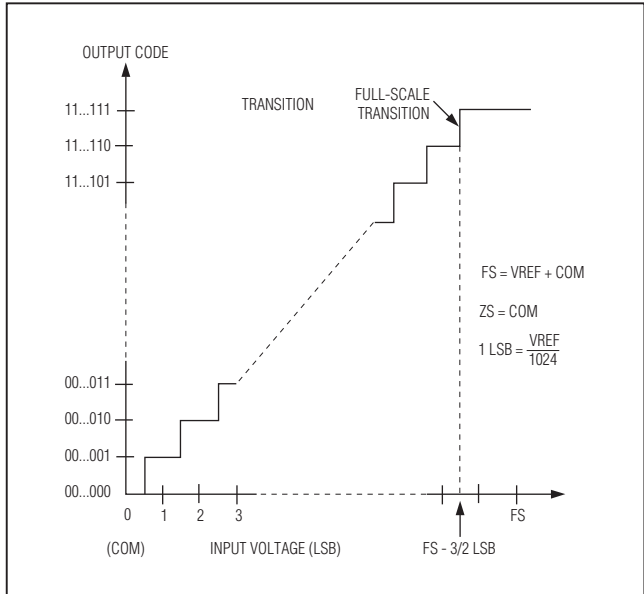 OUTPUT CODE
FULL-SCALE
TRANSITION
TRANSITION
11...111
11...110
11...101
FS = VREF + COM
ZS = COM
1 LSB = VREF
1024
00...011
00...010
00...001
00...000
0 1 2 3 FS
(COM) INPUT VOLTAGE (LSB) FS - 3/2 LSB